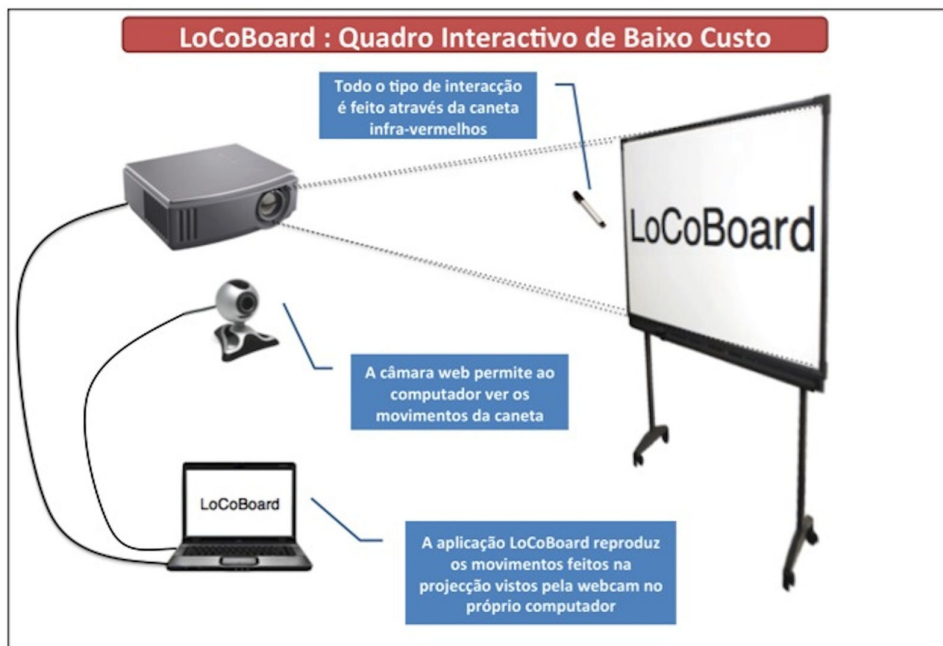 LoCoBoard : Quadro Interactivo de Baixo Custo
Todo o tipo de interacção
é feito através da caneta
infra-vermelhos
LoCoBoard
A câmara web permite ao
computador ver os
movimentos da caneta
LoCoBoard
A aplicação LoCoBoard reproduz
os movimentos feitos na
projecção vistos pela webcam no
próprio computador